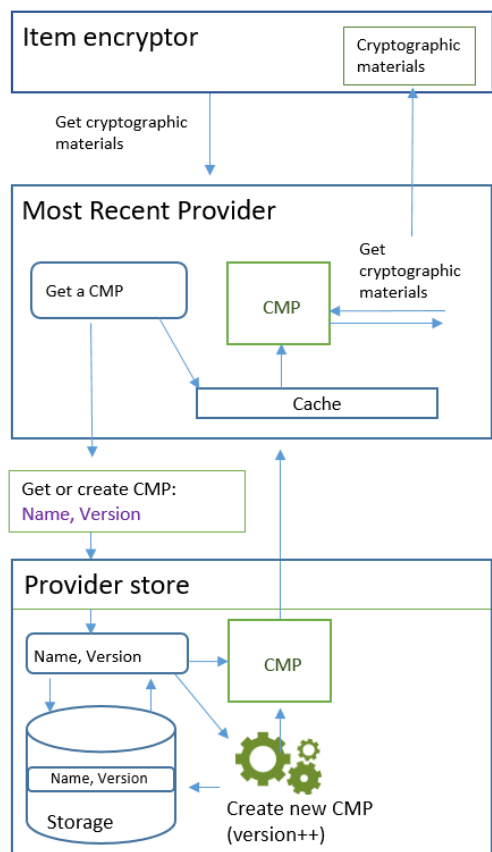 Item encryptor
Cryptographic
materials
Get cryptographic
materials
Most Recent Provider
Get a CMP
CMP
Get
cryptographic
materials
Cache
Get or create CMP:
Name, Version
Provider store
Name, Version
CMP
Name, Version
Storage
Create new CMP
(version++)